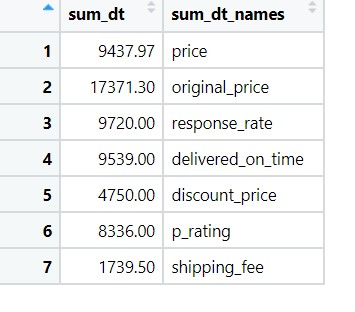 sum_dt sum_dt_names
1 9437.97 price
2 17371.30 original_price
3 9720.00 response_rate
4 9539.00 delivered_on_time
5 4750.00 discount_price
6 8336.00 p_rating
7 1739.50 shipping_fee